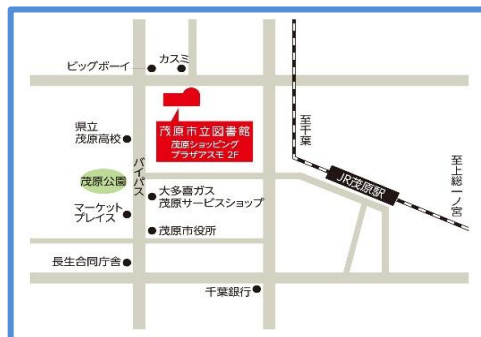 カスミ
ビッグボーイ
県立
茂原高校
茂原市立図書館
茂原ショッピング
プラザアスモ 2F
至千葉
至上総一ノ宮
バイパス
茂原公園
JR茂原駅
大多喜ガス
茂原サービスショップ
マーケット
プレイス
茂原市役所
長生合同庁舎
千葉銀行